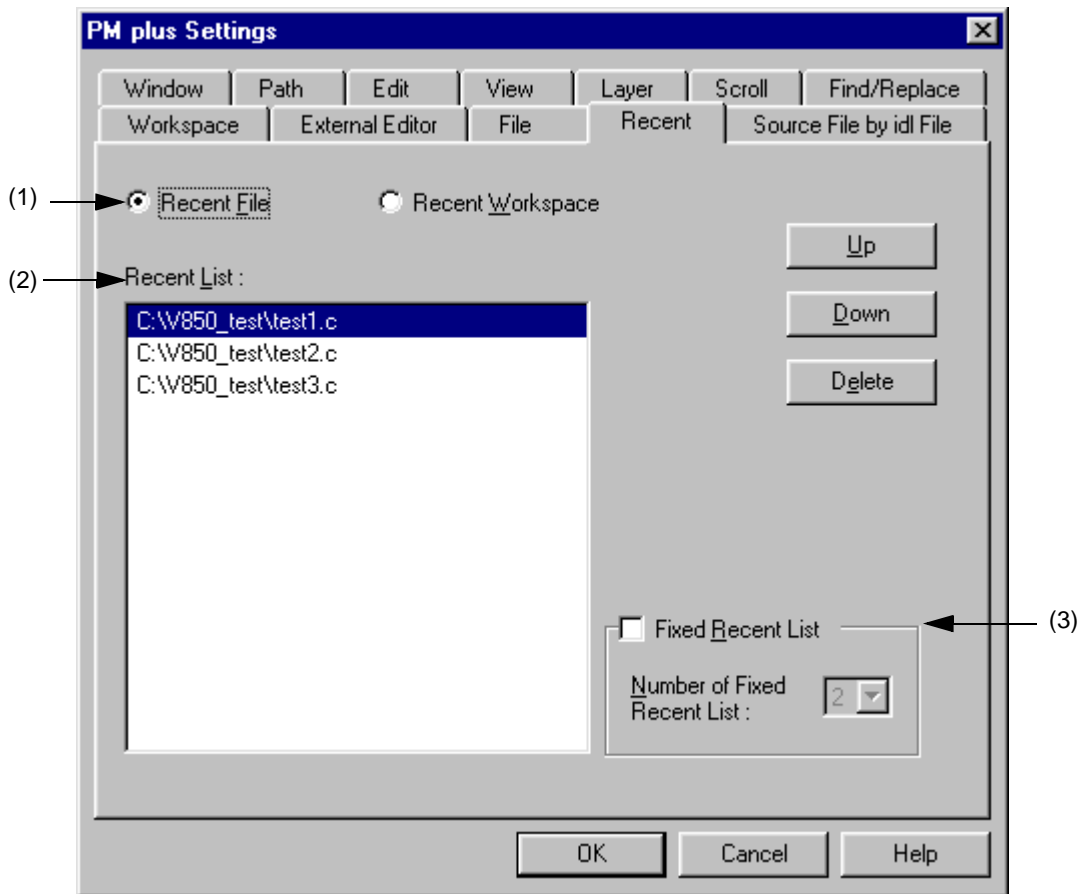 PM plus Settings
Window Path Edit View Layer Scroll Find/Replace
Workspace External Editor File Recent Source File by idl File
(1) Recent File Recent Workspace
Up
(2) Recent List :
Down
C:\V850_test\test1.c
C:\V850_test\test2.c
C:\V850_test\test3.c
Delete
Fixed Recent List (3)
Number of Fixed
Recent List :
2
OK Cancel Help